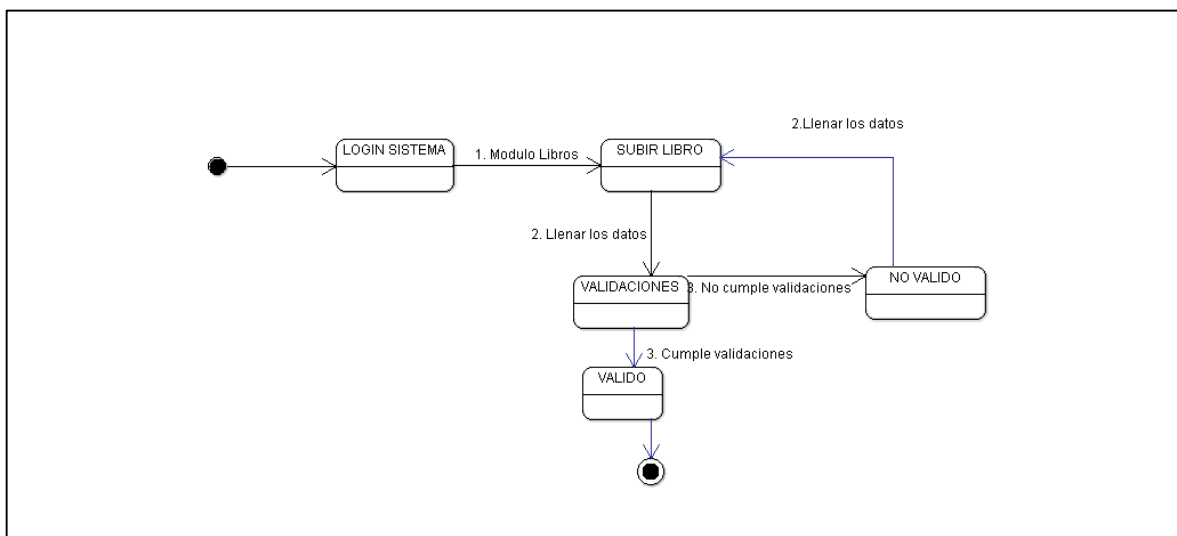 2.Llenar los datos
LOGIN SISTEMA
1. Modulo Libros
SUBIR LIBRO
2. Llenar los datos
VALIDACIONES
3. No cumple validaciones
NO VALIDO
3. Cumple validaciones
VALIDO